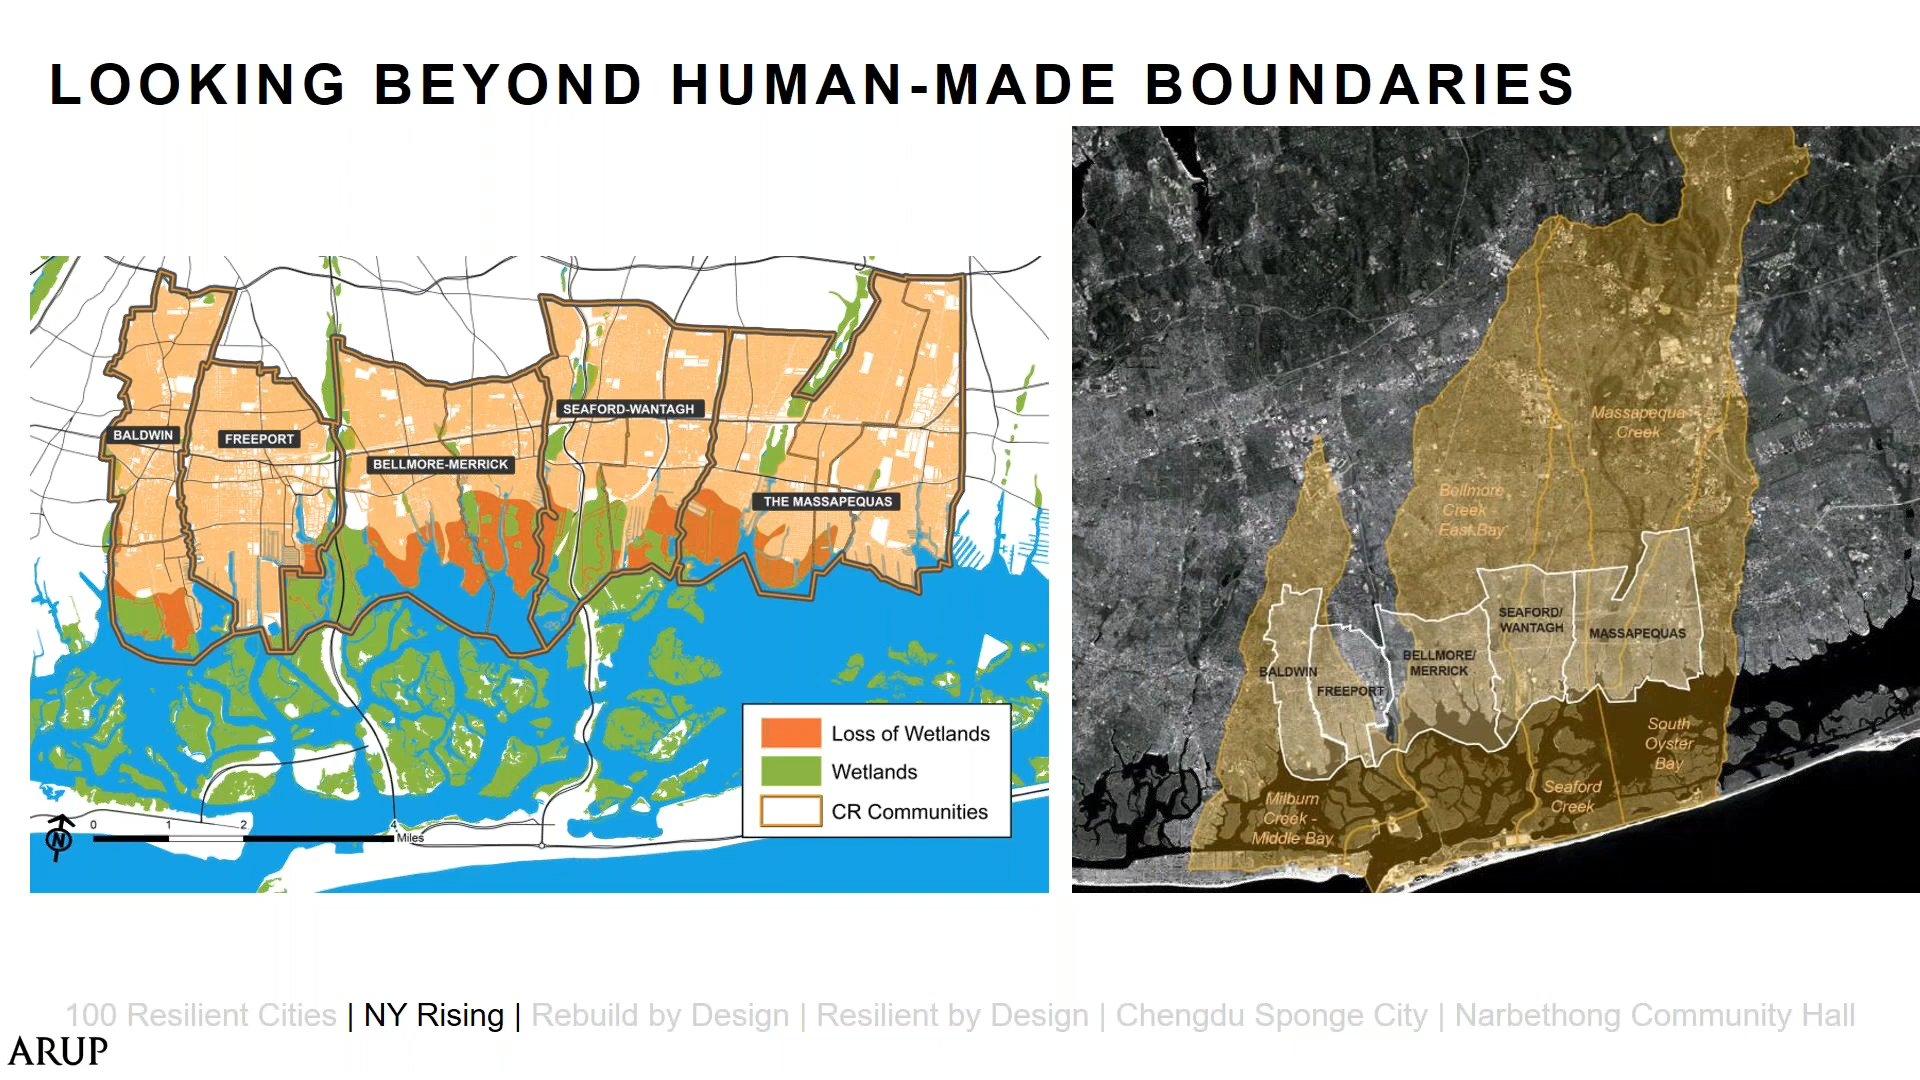 LOOKING BEYOND HUMAN-MADE BOUNDARIES
BALDWIN
FREEPORT
BELLMORE-MERRICK
SEAFORD-WANTAGH
THE MASSAPEQUAS
Loss of Wetlands
Wetlands
CR Communities
N
0 1 2 4
Miles
Massapequa
Creek
Bellmore
Creek -
East Bay
SEAFORD/
WANTAGH
MASSAPEQUAS
BELLMORE/
MERRICK
BALDWIN
FREEPORT
South
Oyster
Bay
Seaford
Creek
Milburn
Creek -
Middle Bay
100 Resilient Cities | NY Rising | Rebuild by Design | Resilient by Design | Chengdu Sponge City | Narbethong Community Hall
ARUP